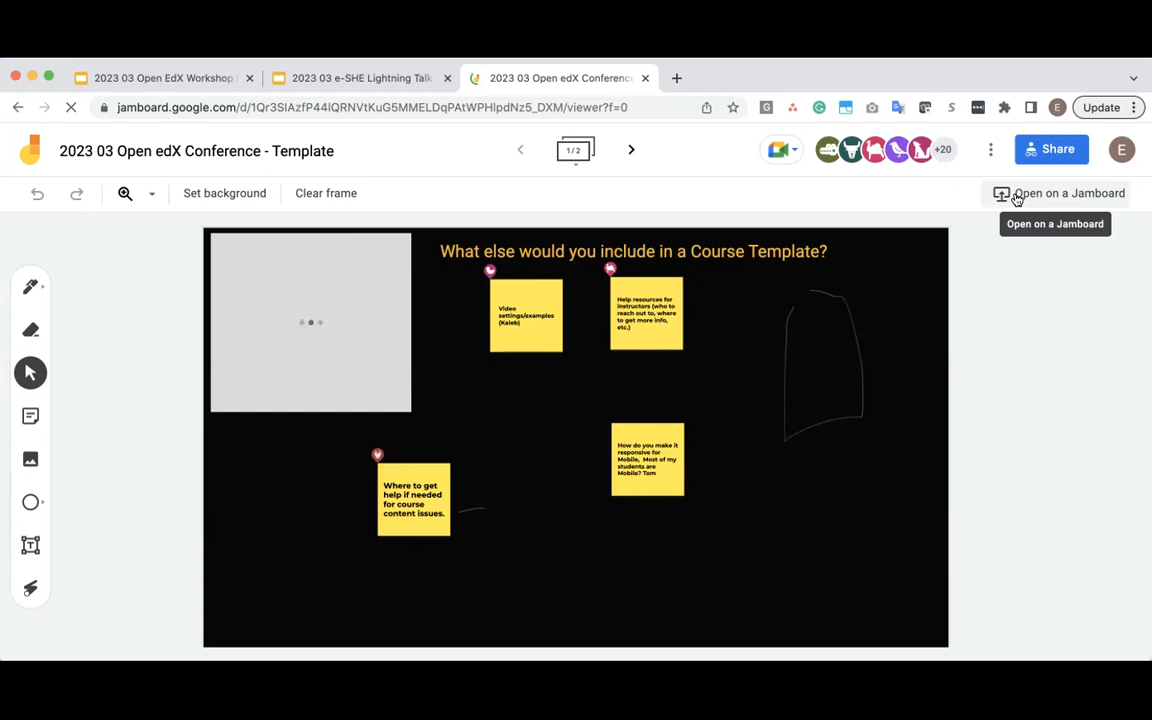 2023 03 Open EdX Workshop
2023 03 e-SHE Lightning Talk
2023 03 Open edX Conference
jamboard.google.com/d/1Qr3SlAzfP44lQRNVtKuG5MMELDqPAtWPHlpdNz5_DXM/viewer?f=0
E
Update
2023 03 Open edX Conference - Template
1/2
+20
Share
E
Set background
Clear frame
Open on a Jamboard
Open on a Jamboard
What else would you include in a Course Template?
Video
settings/examples
(Kaleb)
Help resources for
instructors (who to
reach out to, where
to get more info,
etc.)
How do you make it
responsive for
Mobile, Most of my
students are
Mobile? Tom
Where to get
help if needed
for course
content issues.